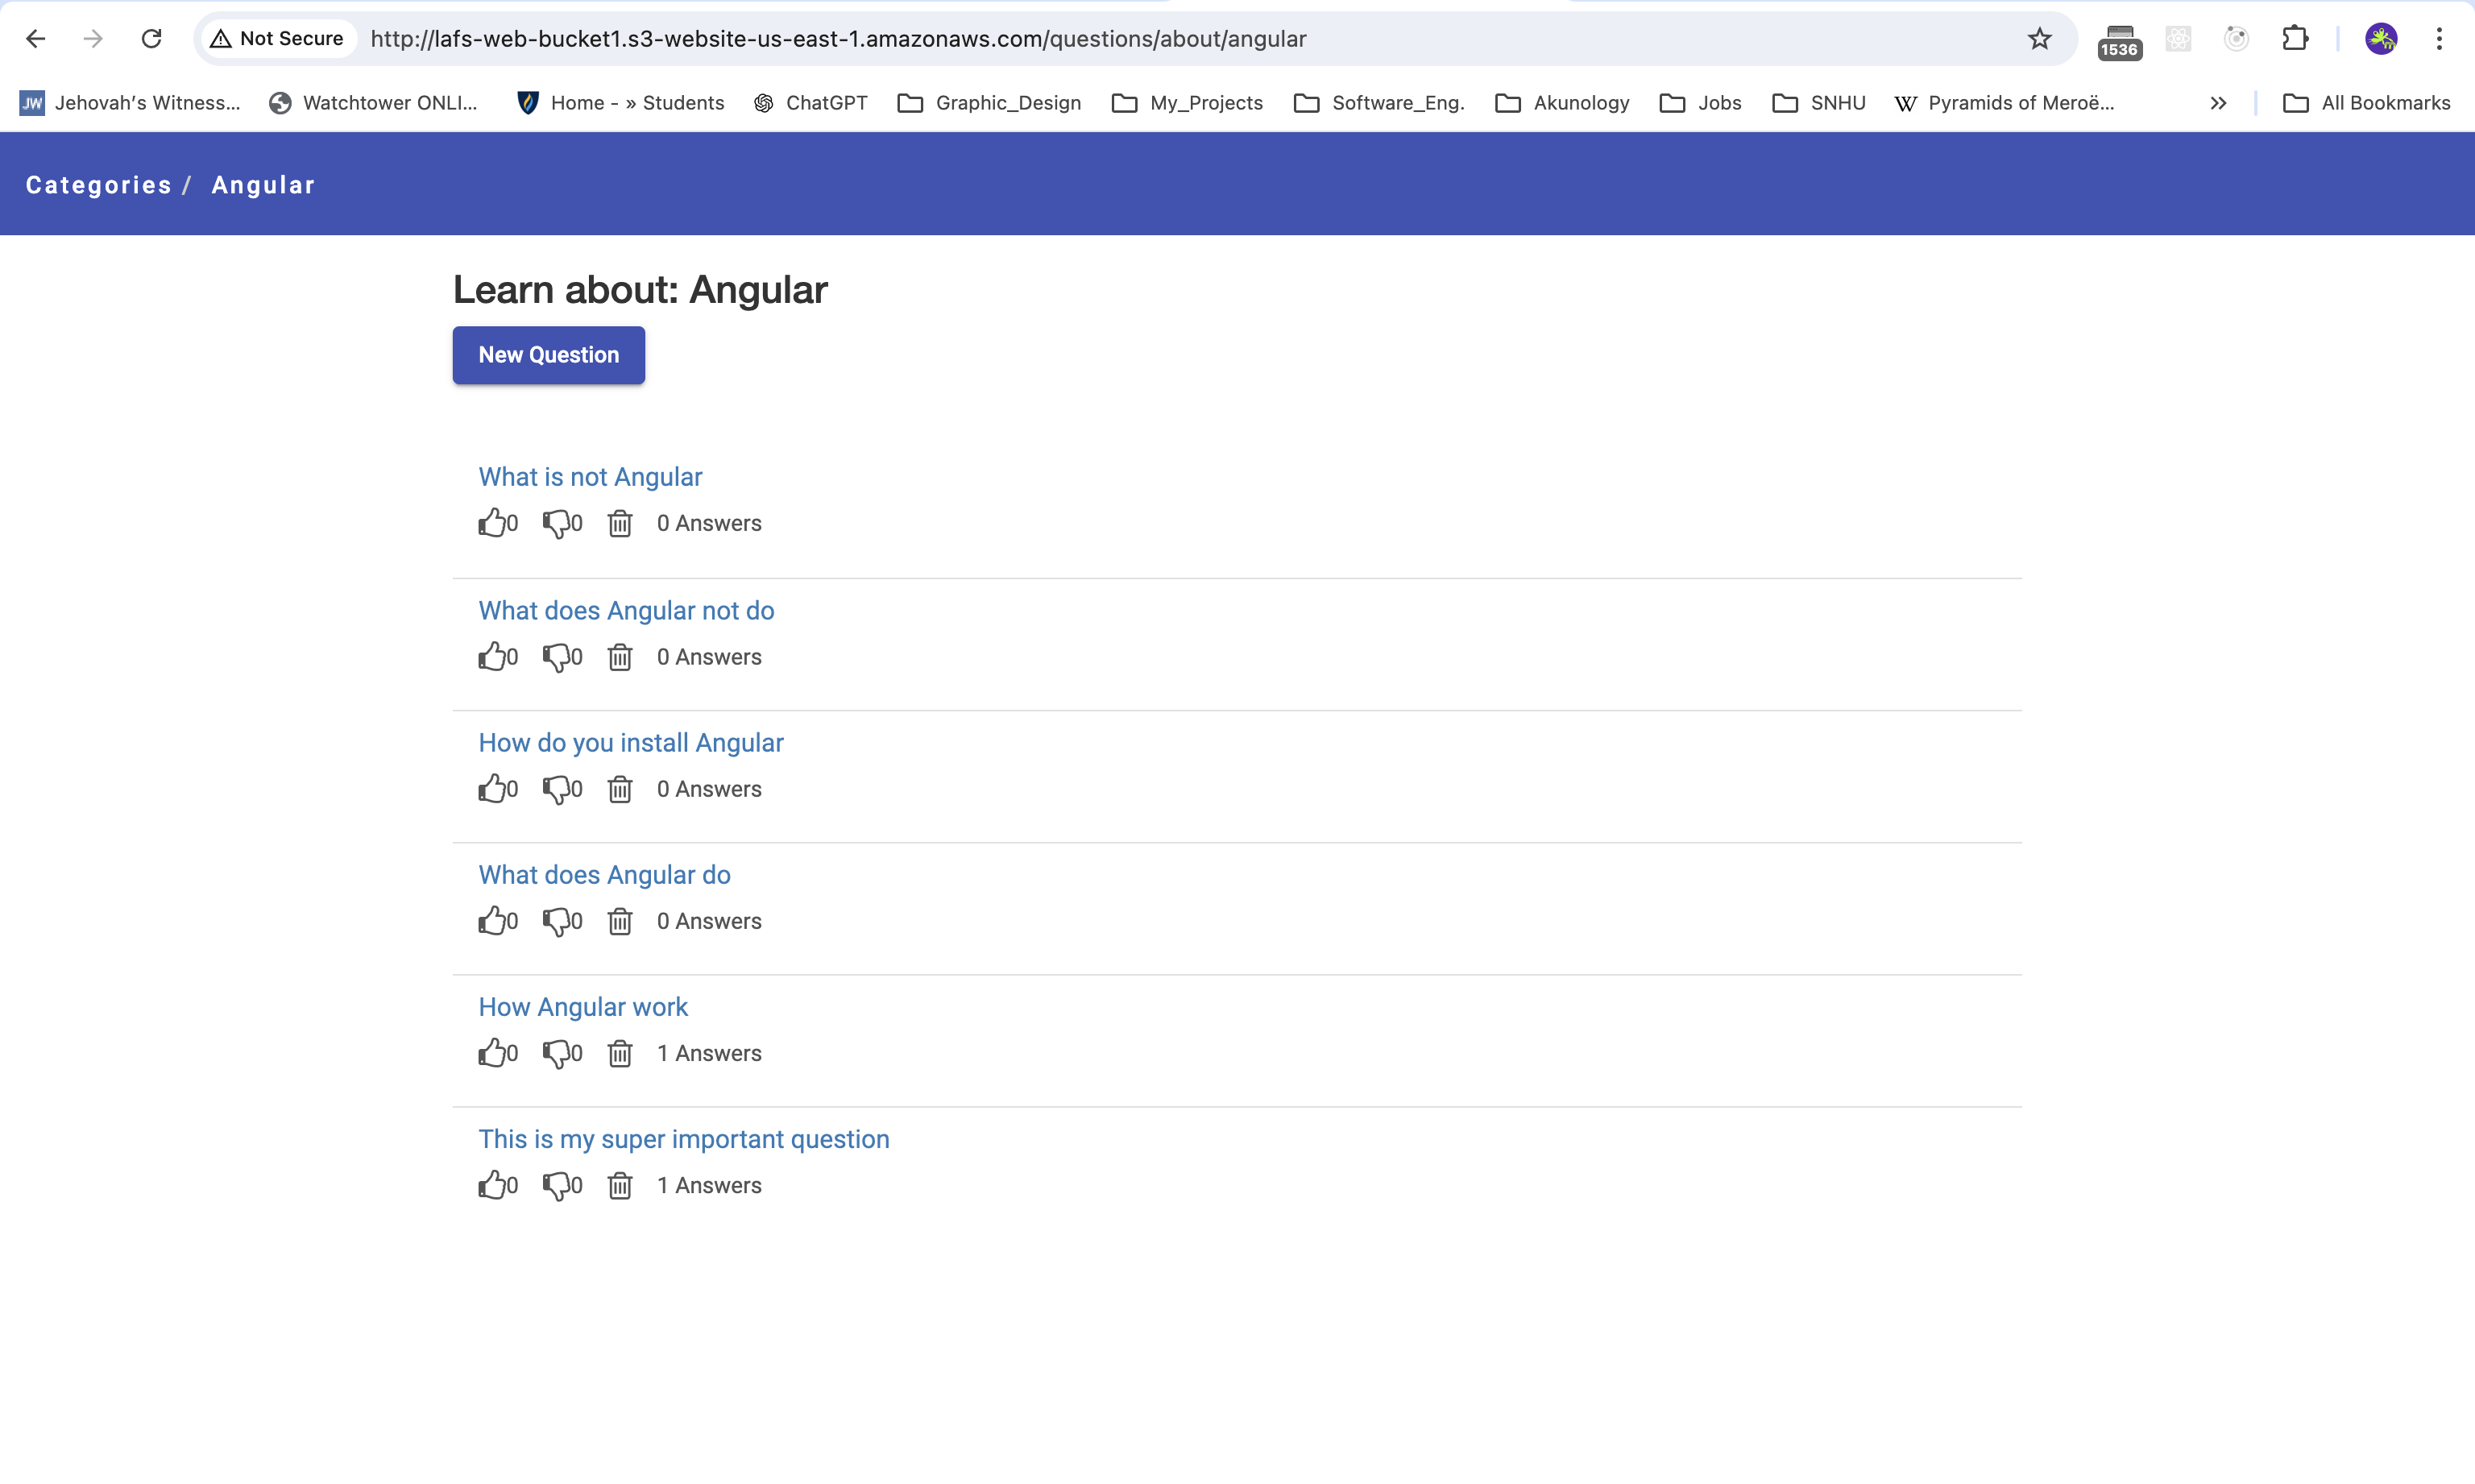 Not Secure http://lafs-web-bucket1.s3-website-us-east-1.amazonaws.com/questions/about/angular 1536
JW Jehovah's Witness... Watchtower ONLI... Home - » Students ChatGPT Graphic_Design My_Projects Software_Eng. Akunology Jobs SNHU W Pyramids of Meroë... » All Bookmarks
Categories / Angular
Learn about: Angular
New Question
What is not Angular
0 0 0 Answers
What does Angular not do
0 0 0 Answers
How do you install Angular
0 0 0 Answers
What does Angular do
0 0 0 Answers
How Angular work
0 0 1 Answers
This is my super important question
0 0 1 Answers